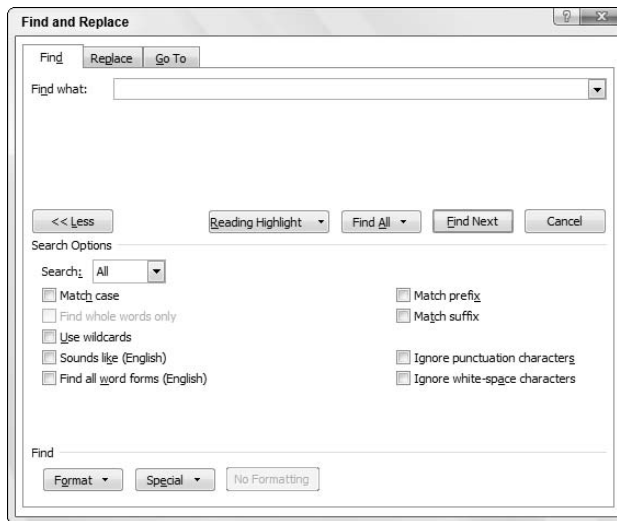 Find and Replace
Find Replace Go To
Find what:
<< Less Reading Highlight Find All Find Next Cancel
Search Options
Search: All
Match case Match prefix
Find whole words only Match suffix
Use wildcards
Sounds like (English) Ignore punctuation characters
Find all word forms (English) Ignore white-space characters
Find
Format Special No Formatting